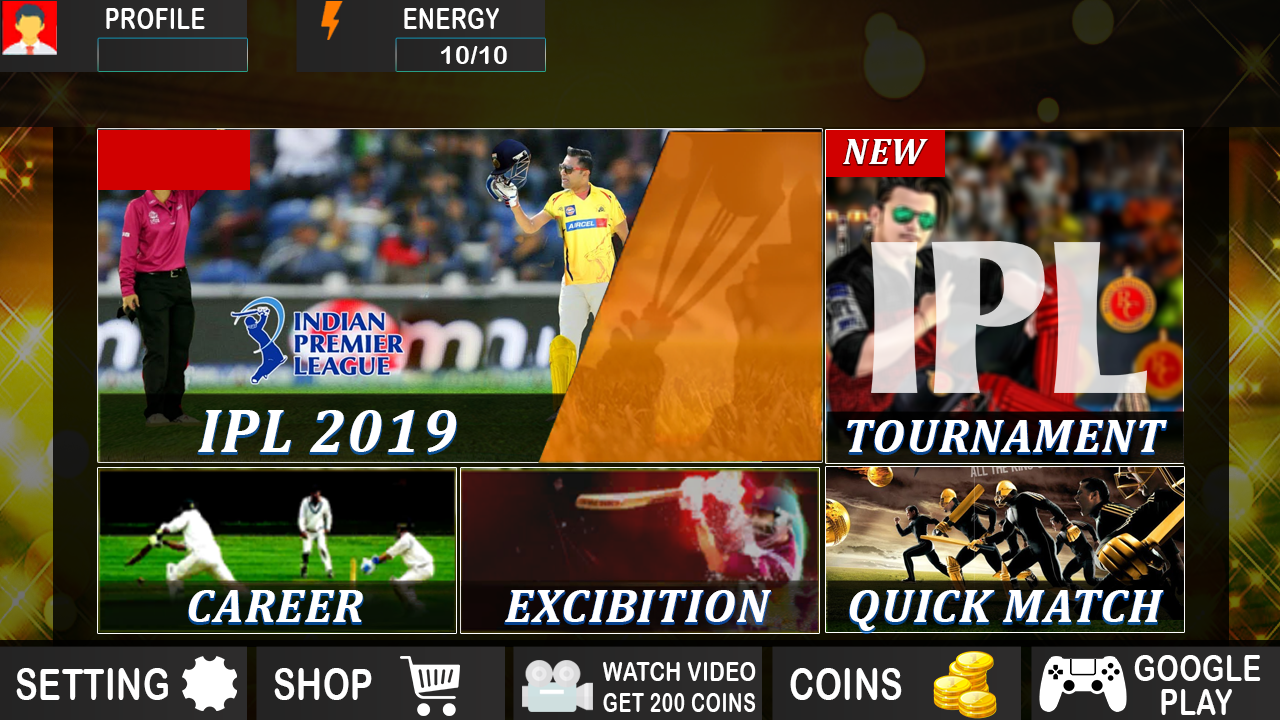 PROFILE
ENERGY
10/10
NEW
AIRCEL
INDIAN
PREMIER
LEAGUE
IPL
IPL 2019
TOURNAMENT
CAREER
EXCIBITION
QUICK MATCH
SETTING
SHOP
WATCH VIDEO
GET 200 COINS
COINS
GOOGLE
PLAY